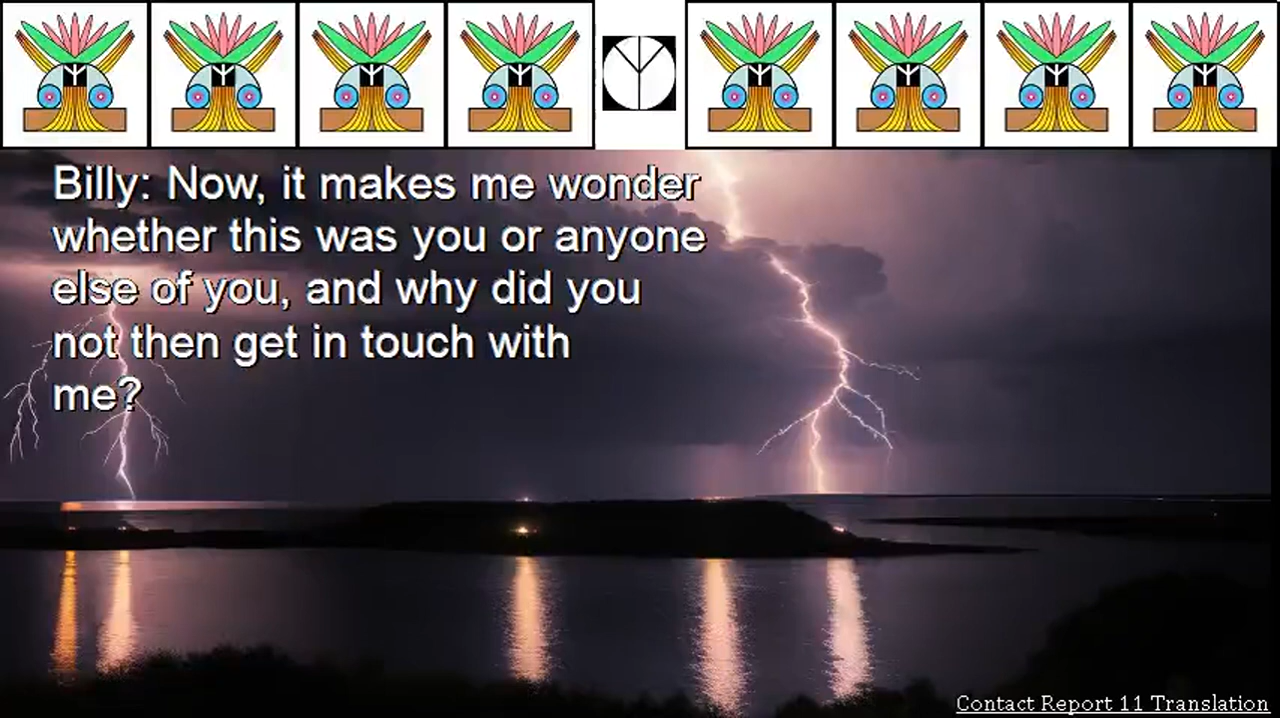 Billy: Now, it makes me wonder
whether this was you or anyone
else of you, and why did you
not then get in touch with
me?
Contact Report 11 Translation